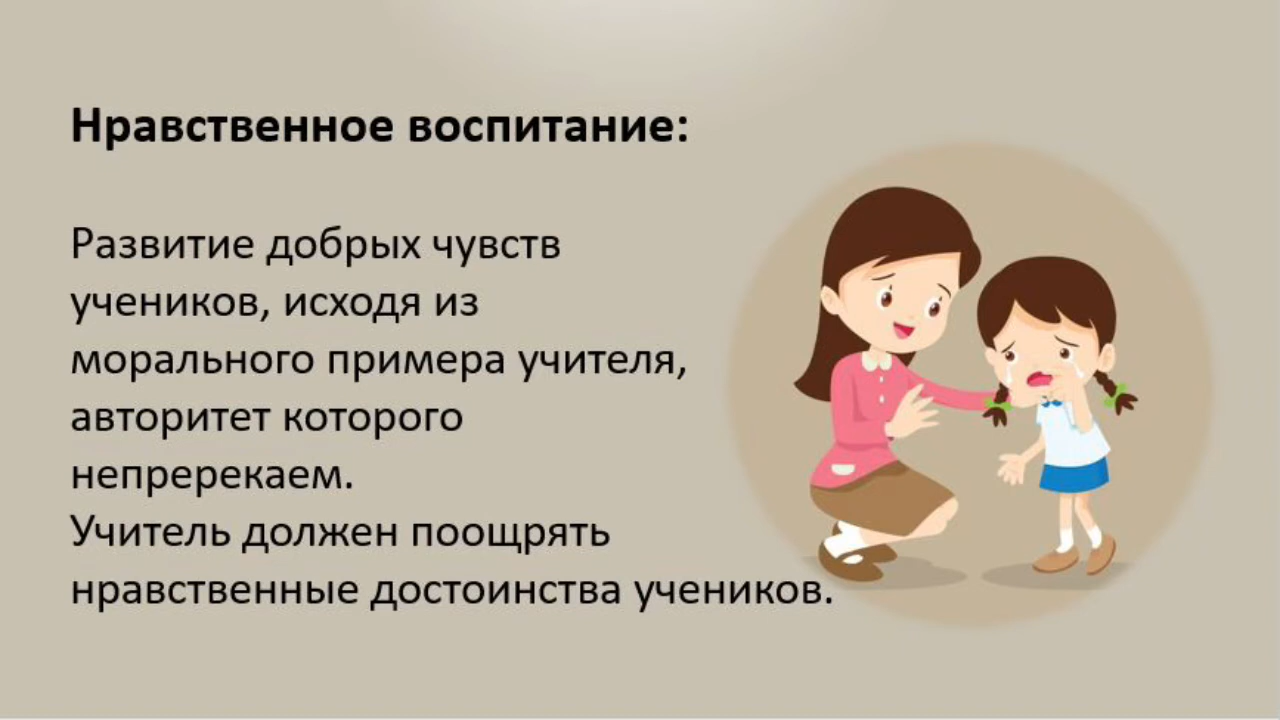 Нравственное воспитание:
Развитие добрых чувств
учеников, исходя из
морального примера учителя,
авторитет которого
непререкаем.
Учитель должен поощрять
нравственные достоинства учеников.